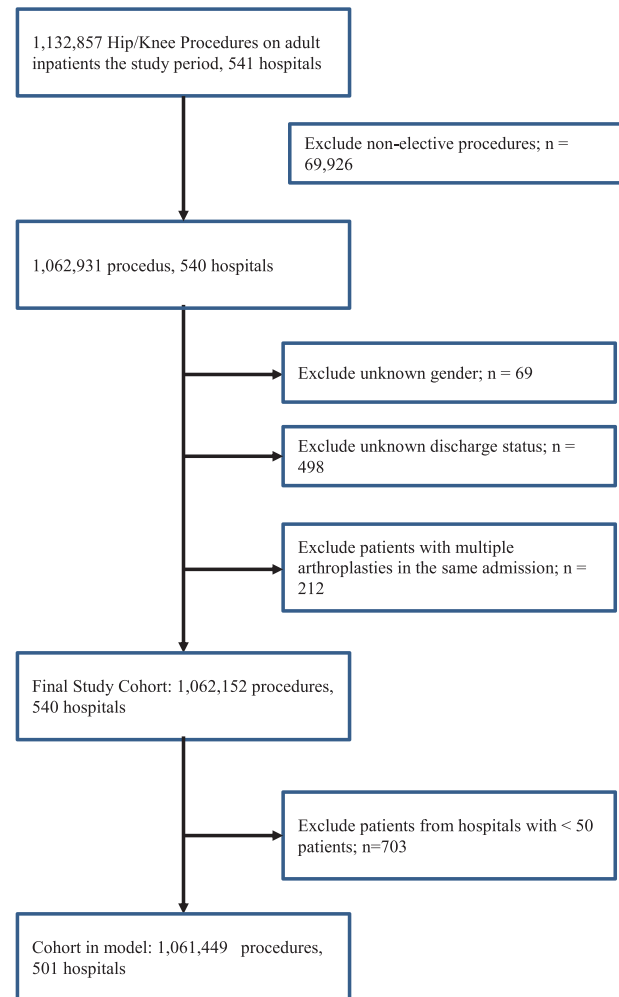 1,132,857 Hip/Knee Procedures on adult
inpatients the study period, 541 hospitals
Exclude non-elective procedures; n =
69,926
1,062,931 procedus, 540 hospitals
Exclude unknown gender; n = 69
Exclude unknown discharge status; n =
498
Exclude patients with multiple
arthroplasties in the same admission; n =
212
Final Study Cohort: 1,062,152 procedures,
540 hospitals
Exclude patients from hospitals with < 50
patients; n=703
Cohort in model: 1,061,449 procedures,
501 hospitals